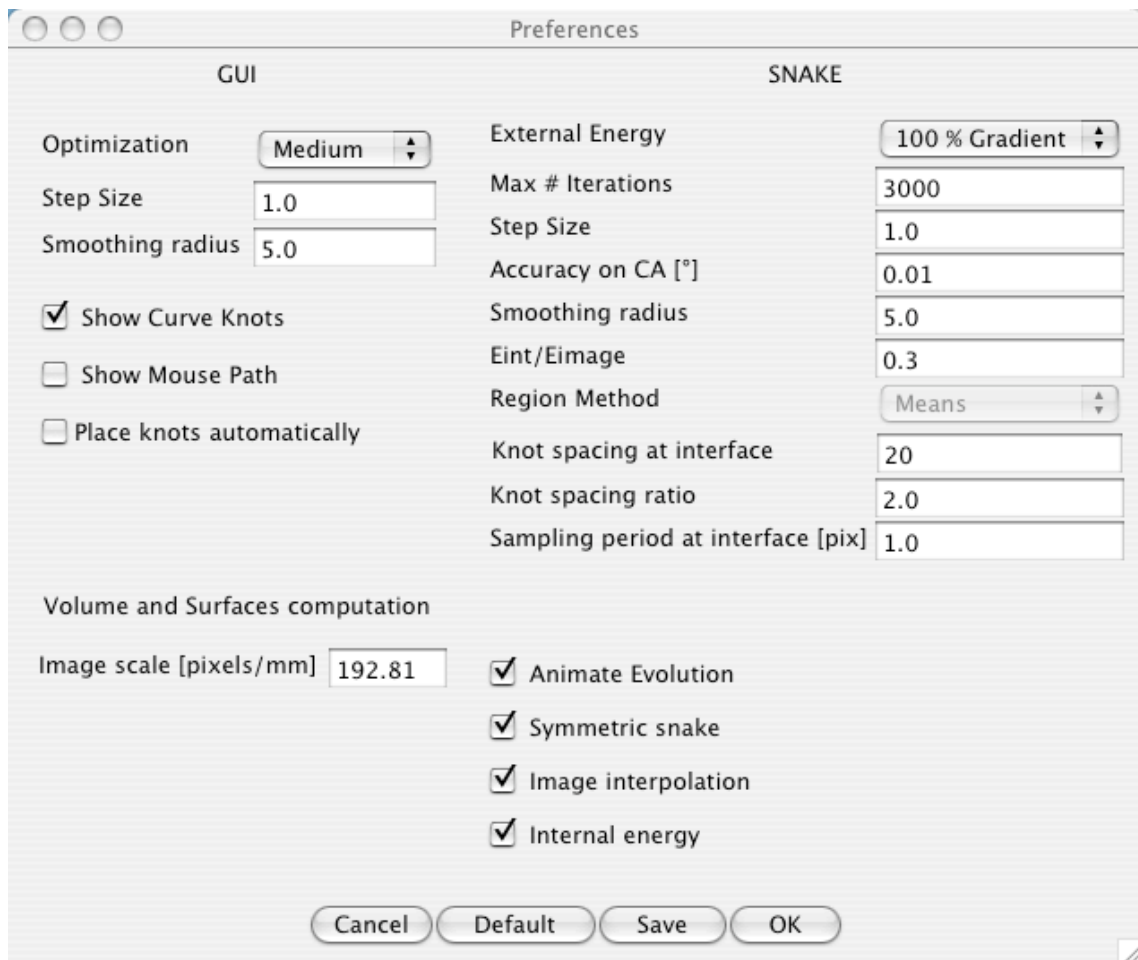 Preferences
GUI
SNAKE
Optimization Medium
Step Size 1.0
Smoothing radius 5.0
Show Curve Knots
Show Mouse Path
Place knots automatically
External Energy 100 % Gradient
Max # Iterations 3000
Step Size 1.0
Accuracy on CA [°] 0.01
Smoothing radius 5.0
Eint/Eimage 0.3
Region Method Means
Knot spacing at interface 20
Knot spacing ratio 2.0
Sampling period at interface [pix] 1.0
Volume and Surfaces computation
Image scale [pixels/mm] 192.81
Animate Evolution
Symmetric snake
Image interpolation
Internal energy
Cancel Default Save OK